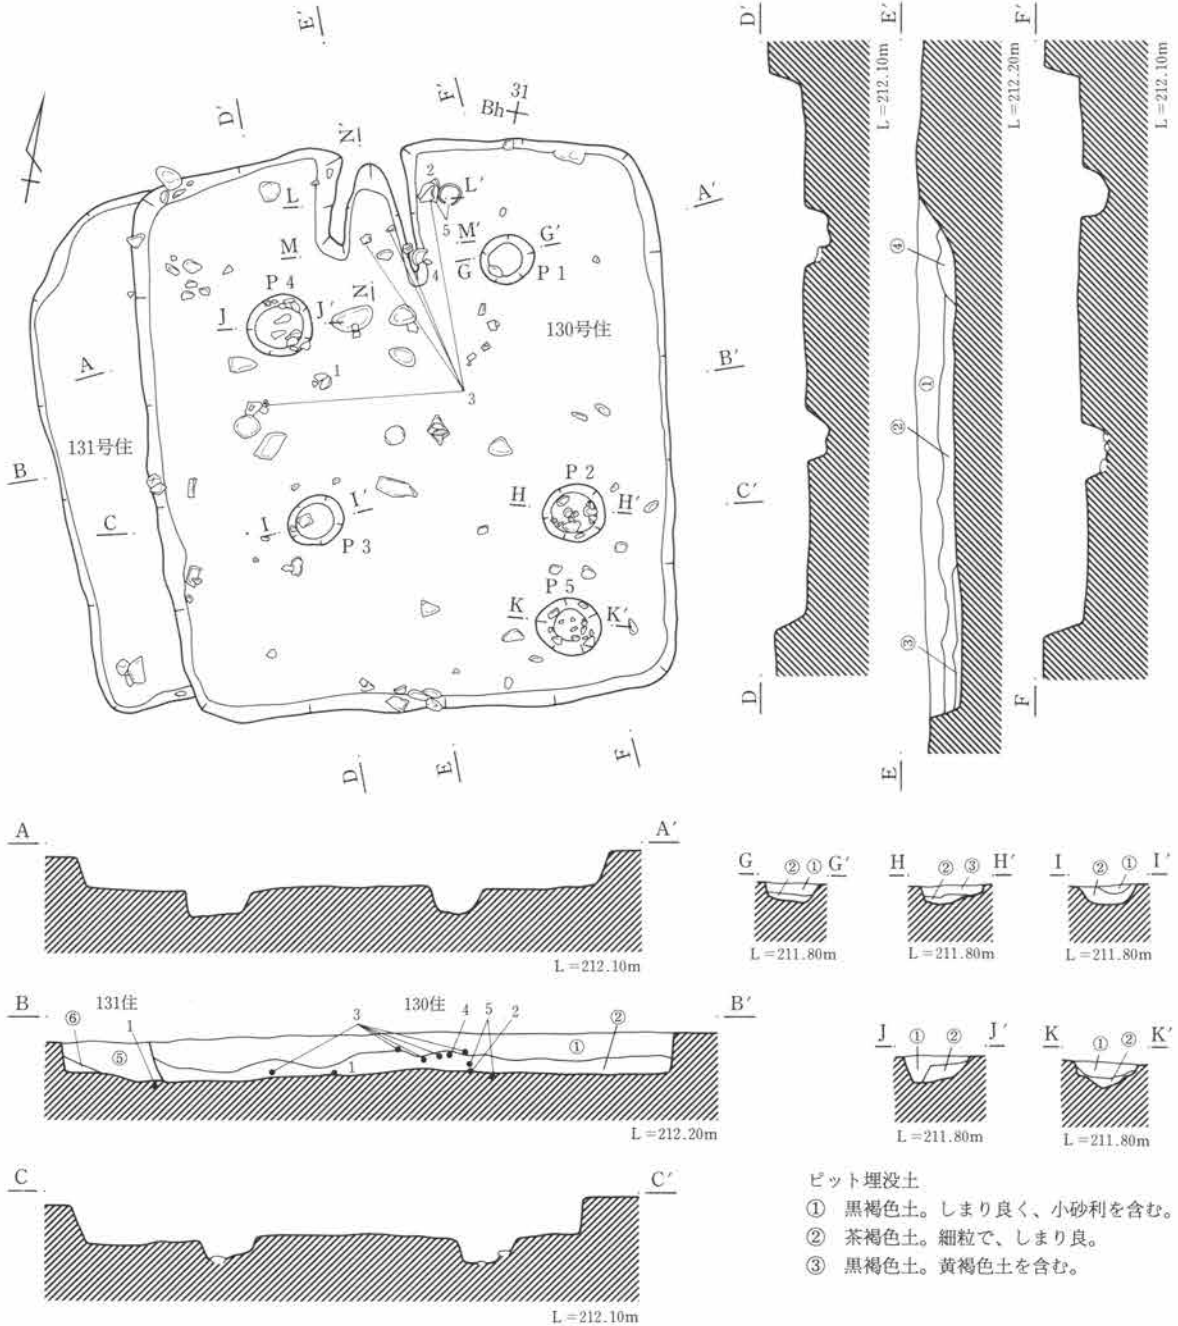 E′
D′
F′
31
Bh
N′
A′
L
2
L′
5
M
M′
G′
G
P1
4
P4
J
J′
N
130号住
1
3
B′
A
131号住
B
C
P2
H
H′
C′
I′
I
P3
P5
K
K′
D
E
F
D′
E′
F′
L=212.10m
L=212.20m
L=212.10m
④
①
②
③
D
E
F
A
A′
L=212.10m
B
131住
130住
B′
⑥
⑤
1
3
4
5
2
①
②
1
L=212.20m
C
C′
L=212.10m
G ② ① G′
L=211.80m
H ② ③ H′
L=211.80m
I ② ① I′
L=211.80m
J ① ② J′
L=211.80m
K ① ② K′
L=211.80m
ピット埋没土
① 黒褐色土。しまり良く、小砂利を含む。
② 茶褐色土。細粒で、しまり良。
③ 黒褐色土。黄褐色土を含む。